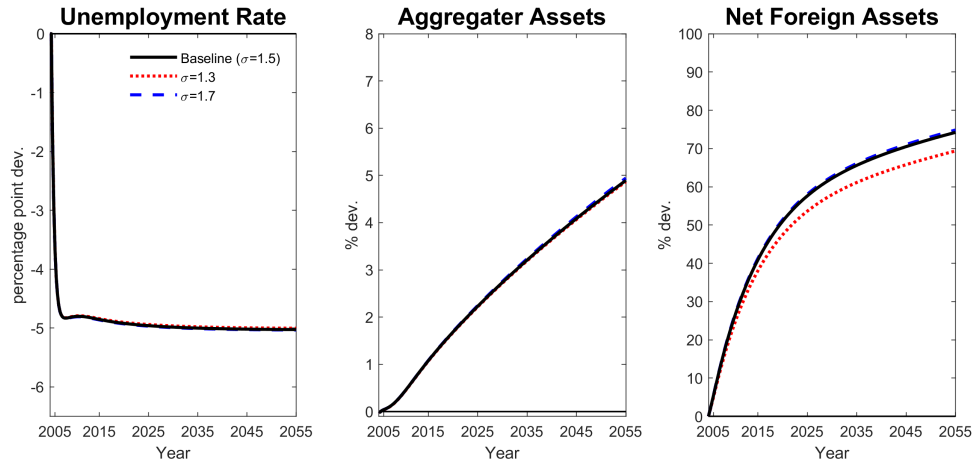 Unemployment Rate
percentage point dev.
0
-1
-2
-3
-4
-5
-6
Baseline (σ=1.5)
σ=1.3
σ=1.7
2005 2015 2025 2035 2045 2055
Year
Aggregater Assets
% dev.
8
7
6
5
4
3
2
1
0
2005 2015 2025 2035 2045 2055
Year
Net Foreign Assets
% dev.
100
90
80
70
60
50
40
30
20
10
0
2005 2015 2025 2035 2045 2055
Year